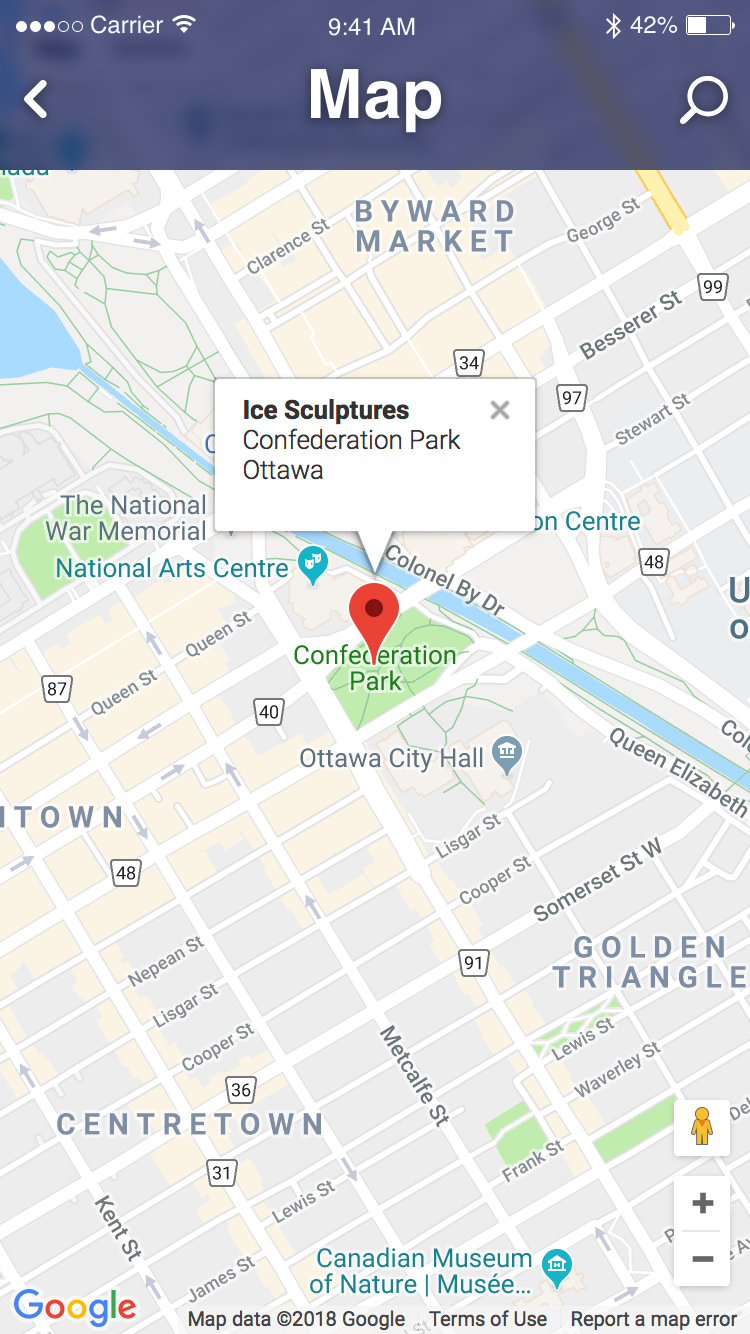 Carrier
9:41 AM
42%
Map
BYWARD
MARKET
George St
Clarence St
99
Besserer St
34
97
Ice Sculptures
Confederation Park
Ottawa
Stewart St
The National
War Memorial
on Centre
National Arts Centre
Colonel By Dr
48
Queen St
Confederation
Park
87
Queen St
40
Ottawa City Hall
Queen Elizabeth
TOWN
Lisgar St
48
Cooper St
Somerset St W
GOLDEN
TRIANGLE
Nepean St
91
Lisgar St
Cooper St
Metcalfe St
Lewis St
Waverley St
36
CENTRETOWN
31
Frank St
Lewis St
Kent St
Canadian Museum
of Nature | Musée...
James St
Google
Map data ©2018 Google
Terms of Use
Report a map error